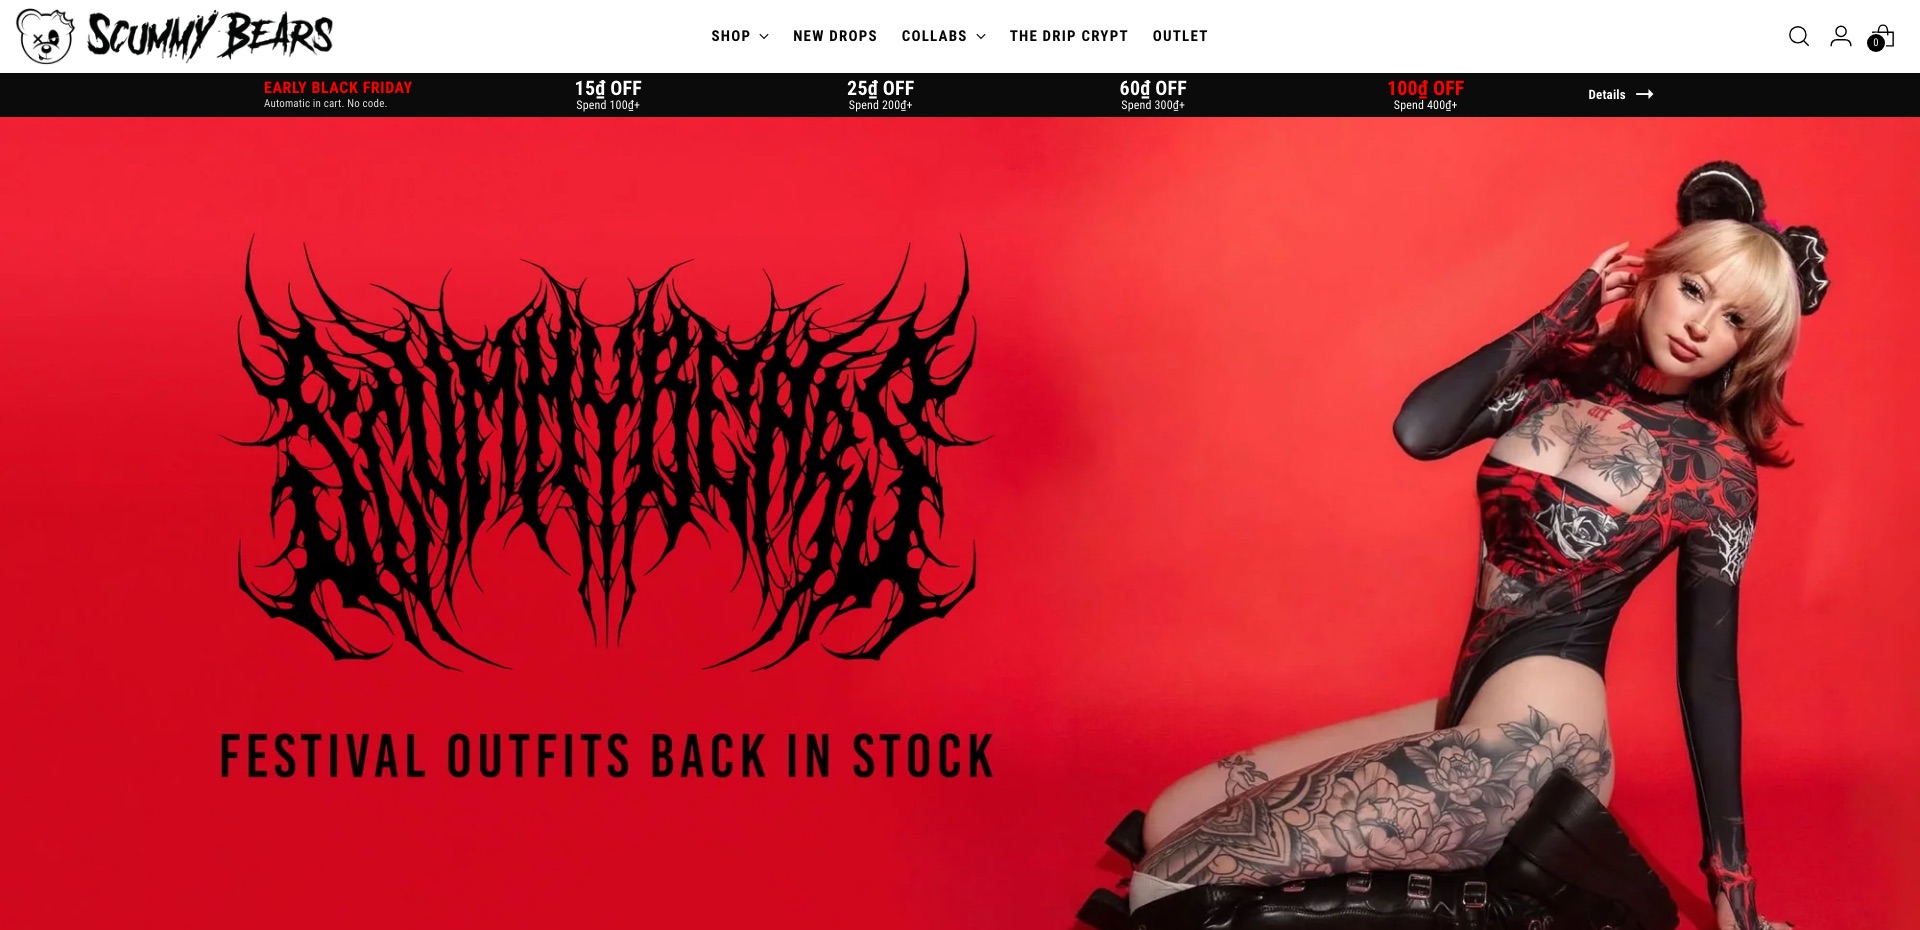 SCUMMY BEARS
SHOP
NEW DROPS
COLLABS
THE DRIP CRYPT
OUTLET
0
EARLY BLACK FRIDAY
Automatic in cart. No code.
15₫ OFF
Spend 100₫+
25₫ OFF
Spend 200₫+
60₫ OFF
Spend 300₫+
100₫ OFF
Spend 400₫+
Details
SCUMMYBEARS
FESTIVAL OUTFITS BACK IN STOCK